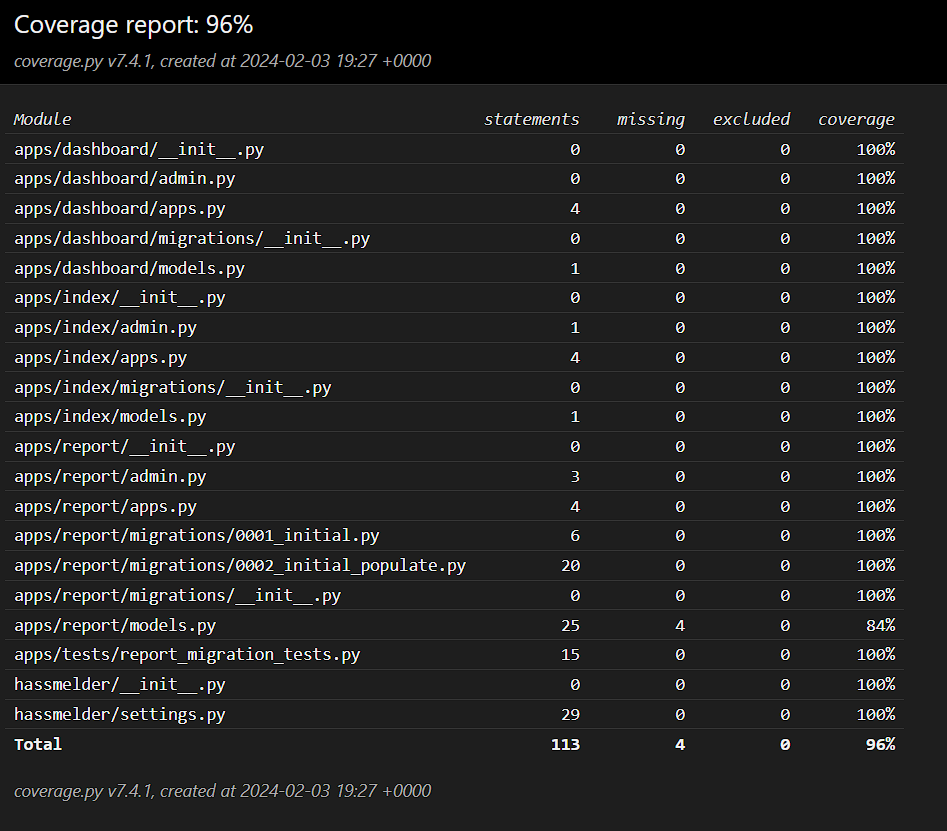 Coverage report: 96%
coverage.py v7.4.1, created at 2024-02-03 19:27 +0000
Module statements missing excluded coverage
apps/dashboard/__init__.py 0 0 0 100%
apps/dashboard/admin.py 0 0 0 100%
apps/dashboard/apps.py 4 0 0 100%
apps/dashboard/migrations/__init__.py 0 0 0 100%
apps/dashboard/models.py 1 0 0 100%
apps/index/__init__.py 0 0 0 100%
apps/index/admin.py 1 0 0 100%
apps/index/apps.py 4 0 0 100%
apps/index/migrations/__init__.py 0 0 0 100%
apps/index/models.py 1 0 0 100%
apps/report/__init__.py 0 0 0 100%
apps/report/admin.py 3 0 0 100%
apps/report/apps.py 4 0 0 100%
apps/report/migrations/0001_initial.py 6 0 0 100%
apps/report/migrations/0002_initial_populate.py 20 0 0 100%
apps/report/migrations/__init__.py 0 0 0 100%
apps/report/models.py 25 4 0 84%
apps/tests/report_migration_tests.py 15 0 0 100%
hassmelder/__init__.py 0 0 0 100%
hassmelder/settings.py 29 0 0 100%
Total 113 4 0 96%
coverage.py v7.4.1, created at 2024-02-03 19:27 +0000